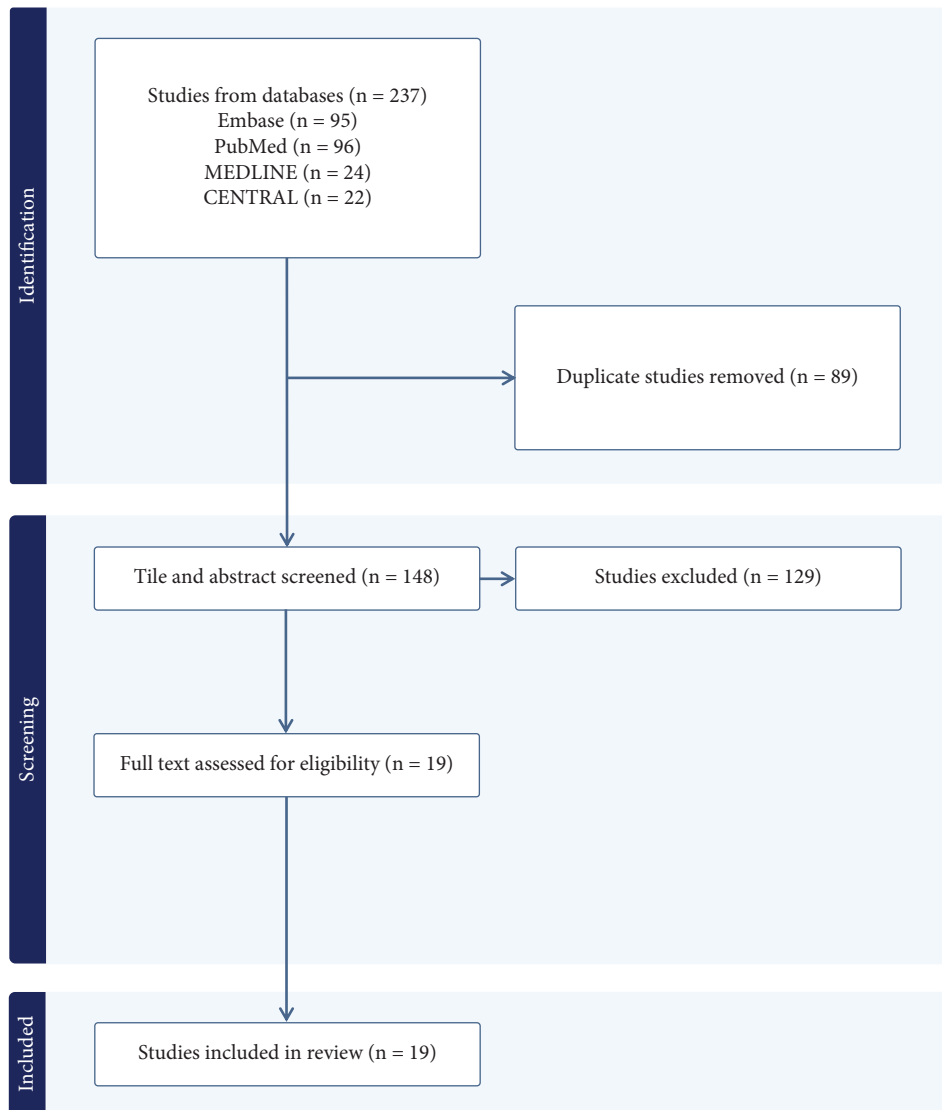 Identification
Studies from databases (n = 237)
Embase (n = 95)
PubMed (n = 96)
MEDLINE (n = 24)
CENTRAL (n = 22)
Duplicate studies removed (n = 89)
Screening
Tile and abstract screened (n = 148)
Studies excluded (n = 129)
Full text assessed for eligibility (n = 19)
Included
Studies included in review (n = 19)